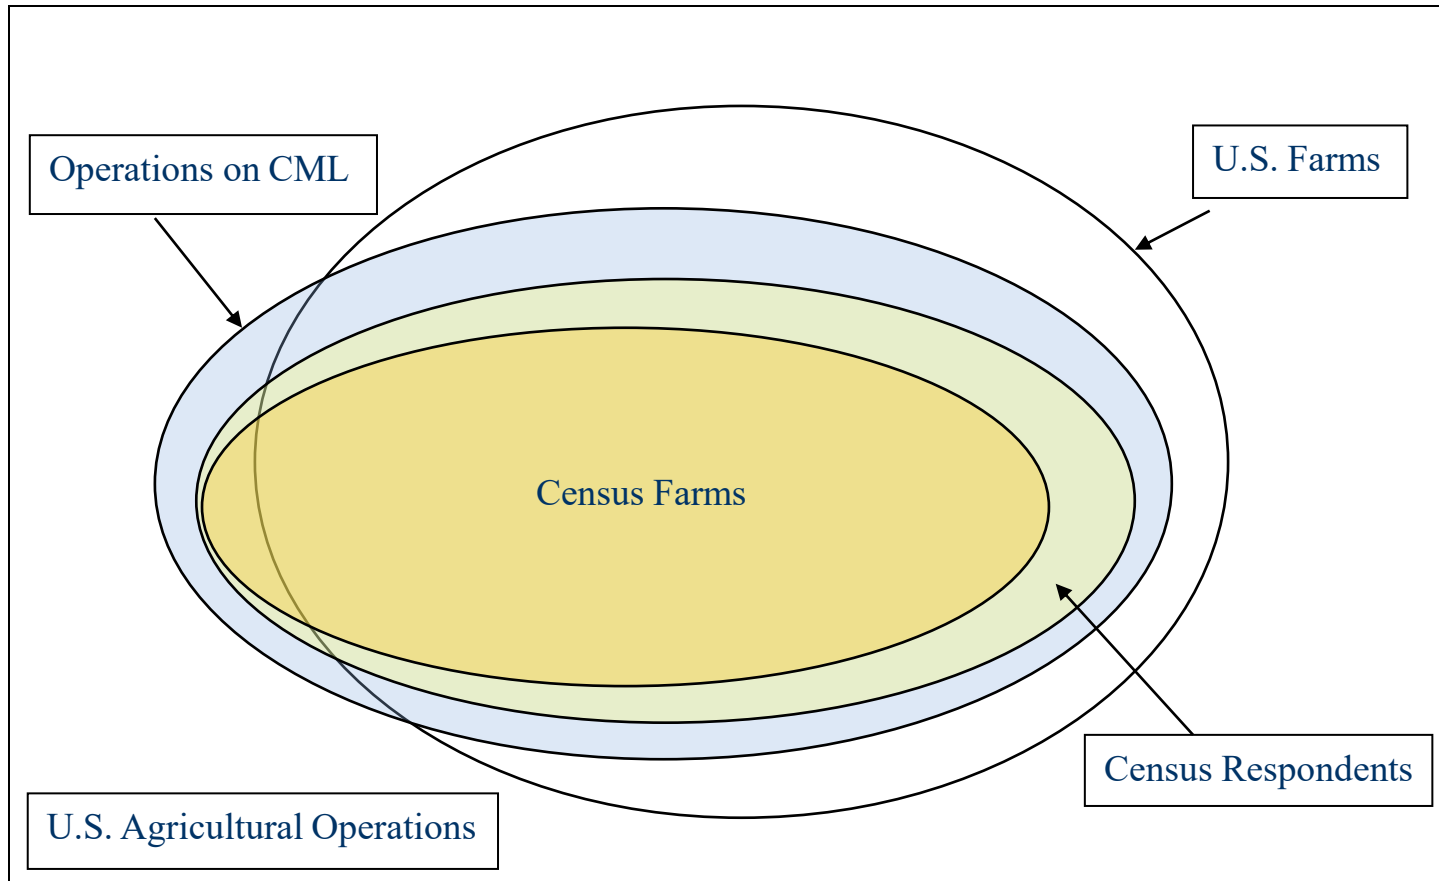 Operations on CML
U.S. Farms
Census Farms
Census Respondents
U.S. Agricultural Operations